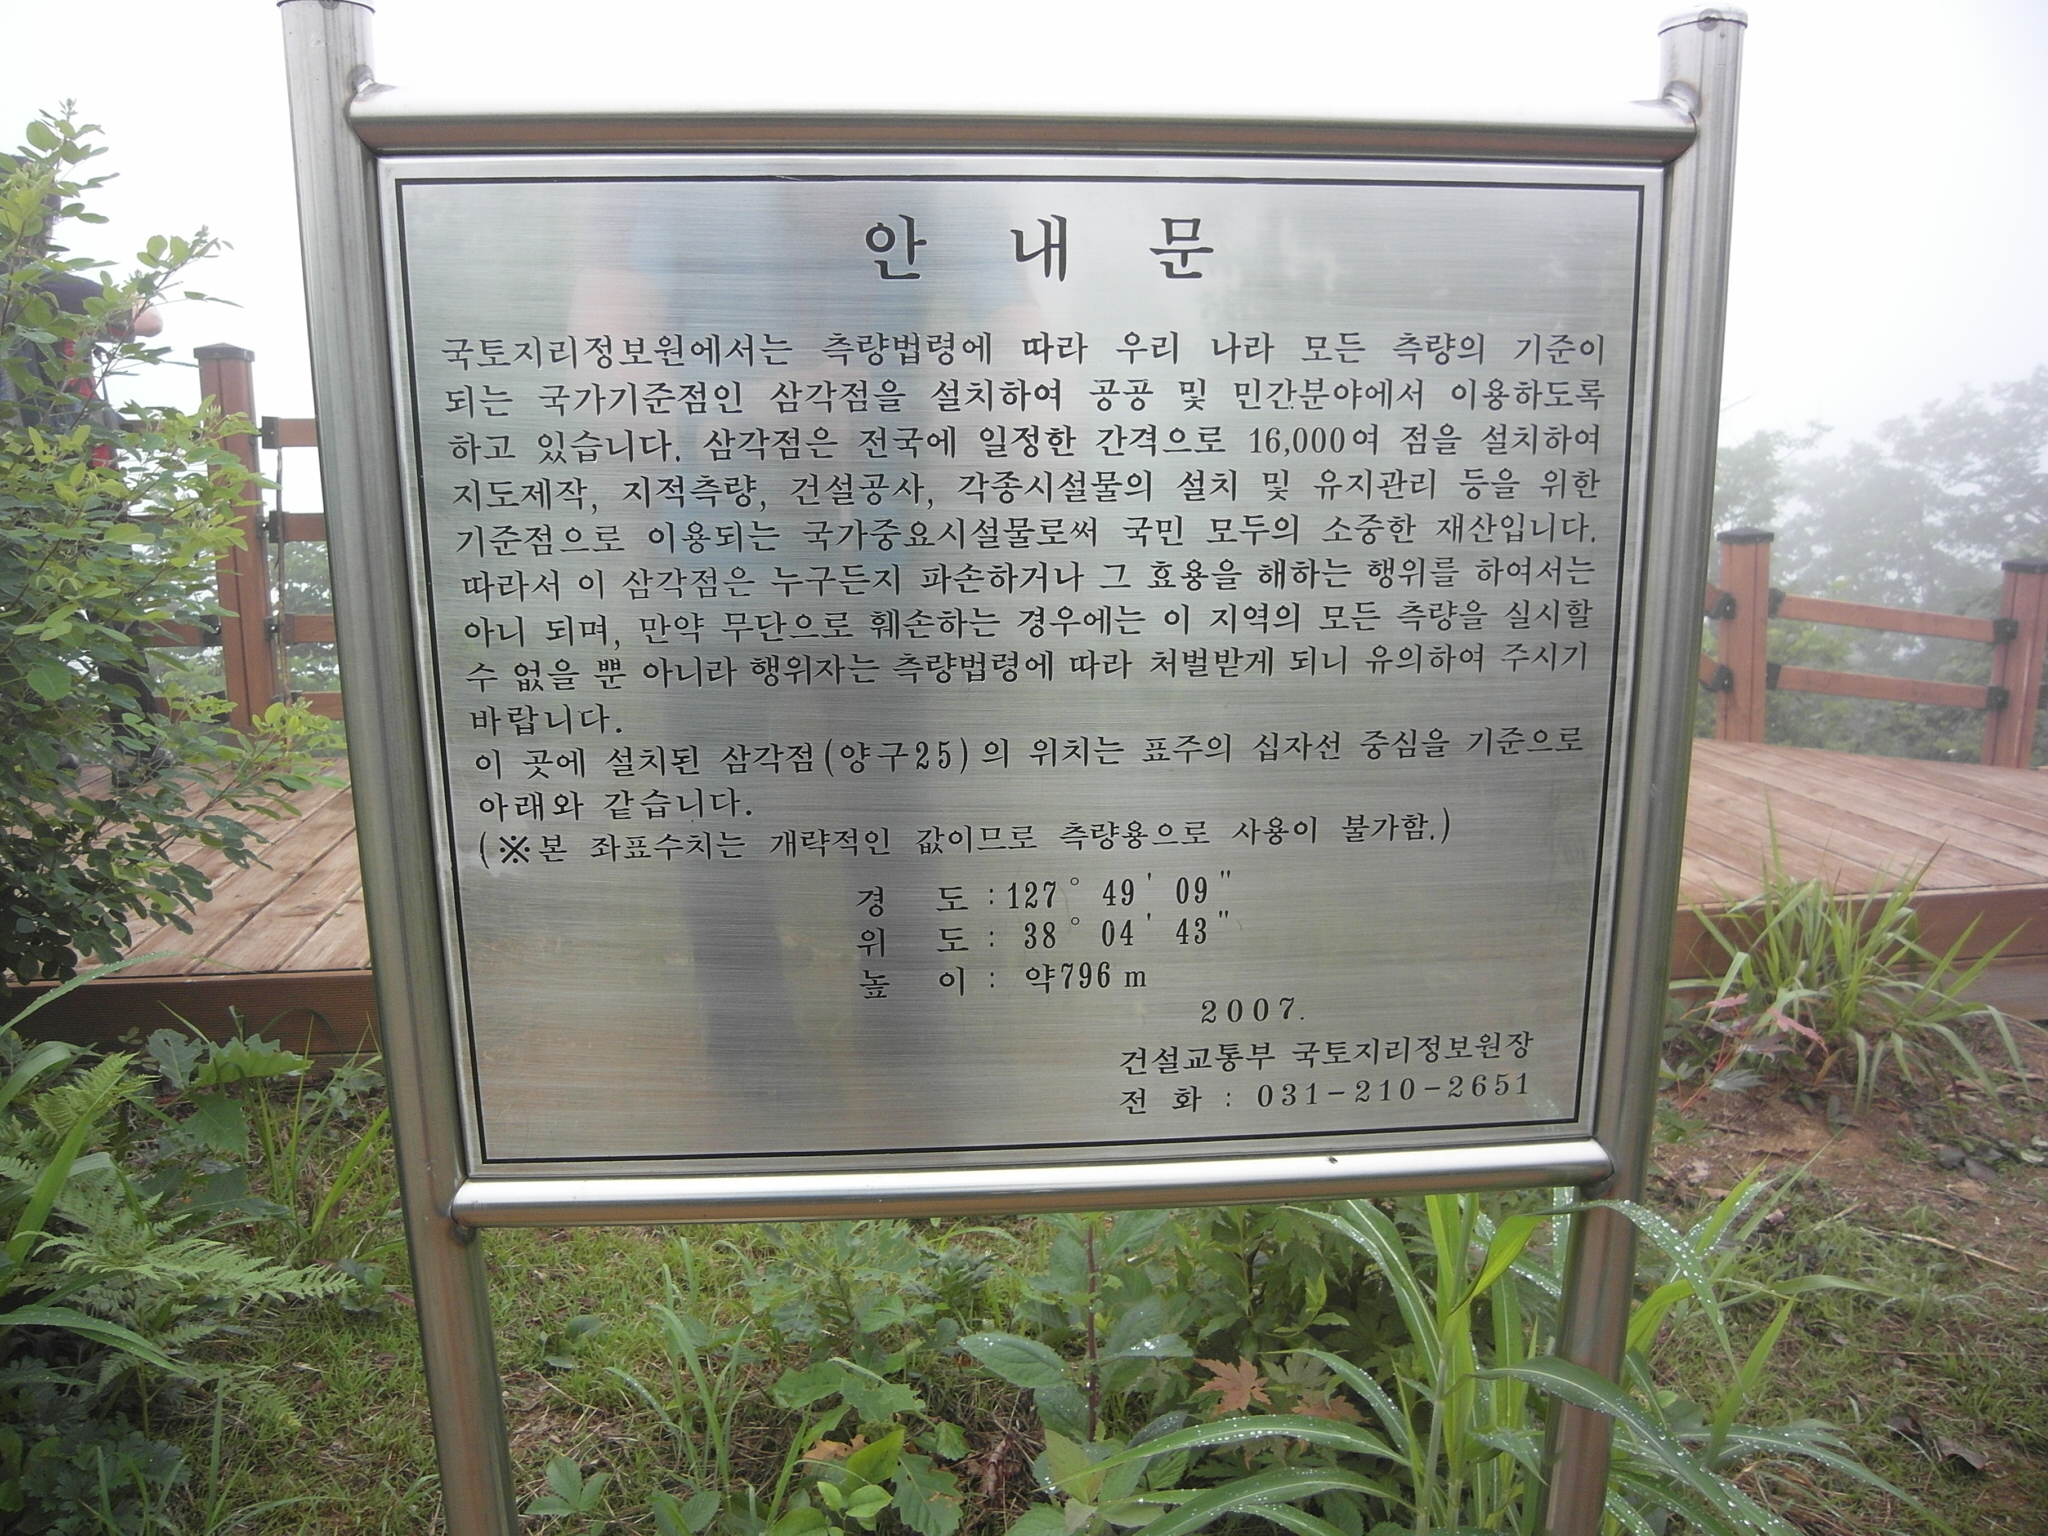 안 내 문
국토지리정보원에서는 측량법령에 따라 우리 나라 모든 측량의 기준이
되는 국가기준점인 삼각점을 설치하여 공공 및 민간분야에서 이용하도록
하고 있습니다. 삼각점은 전국에 일정한 간격으로 16,000여 점을 설치하여
지도제작, 지적측량, 건설공사, 각종시설물의 설치 및 유지관리 등을 위한
기준점으로 이용되는 국가중요시설물로써 국민 모두의 소중한 재산입니다.
따라서 이 삼각점은 누구든지 파손하거나 그 효용을 해하는 행위를 하여서는
아니 되며, 만약 무단으로 훼손하는 경우에는 이 지역의 모든 측량을 실시할
수 없을 뿐 아니라 행위자는 측량법령에 따라 처벌받게 되니 유의하여 주시기
바랍니다.
이 곳에 설치된 삼각점(양구25)의 위치는 표주의 십자선 중심을 기준으로
아래와 같습니다.
(※본 좌표수치는 개략적인 값이므로 측량용으로 사용이 불가함.)
경 도 : 127° 49' 09"
위 도 : 38° 04' 43"
높 이 : 약796 m
2007.
건설교통부 국토지리정보원장
전 화 : 031-210-2651